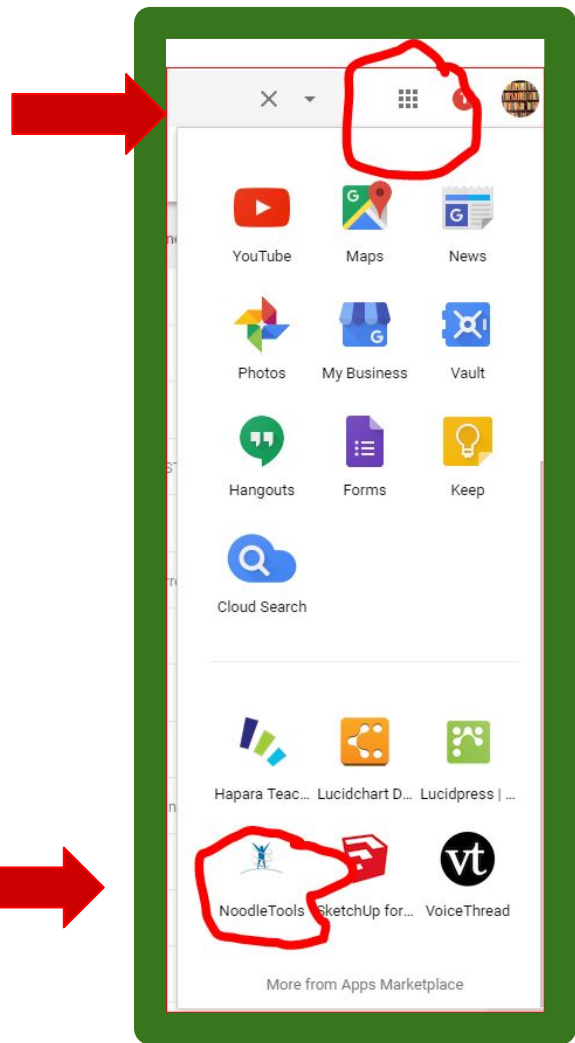 YouTube Maps News
Photos My Business Vault
Hangouts Forms Keep
Cloud Search
Hapara Teac... Lucidchart D... Lucidpress | ...
vt
NoodleTools SketchUp for... VoiceThread
More from Apps Marketplace